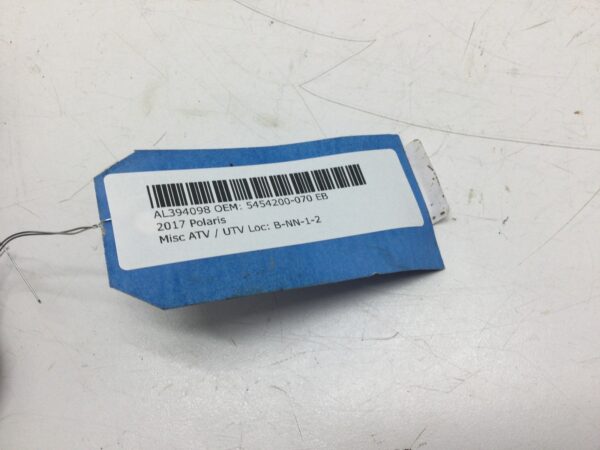 AL394098 OEM: 5454200-070 EB
2017 Polaris
Misc ATV / UTV Loc: B-NN-1-2